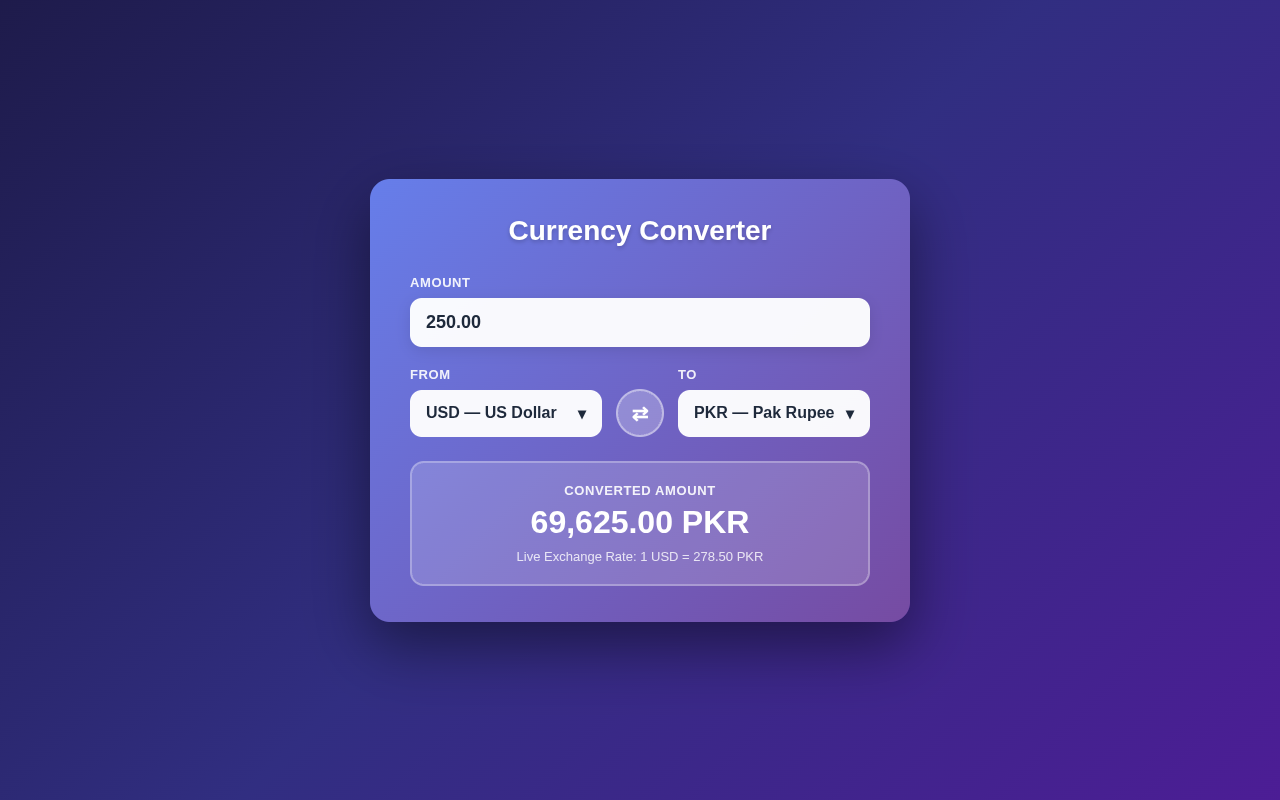 Currency Converter
AMOUNT
250.00
FROM
TO
USD — US Dollar ▼
⇄
PKR — Pak Rupee ▼
CONVERTED AMOUNT
69,625.00 PKR
Live Exchange Rate: 1 USD = 278.50 PKR